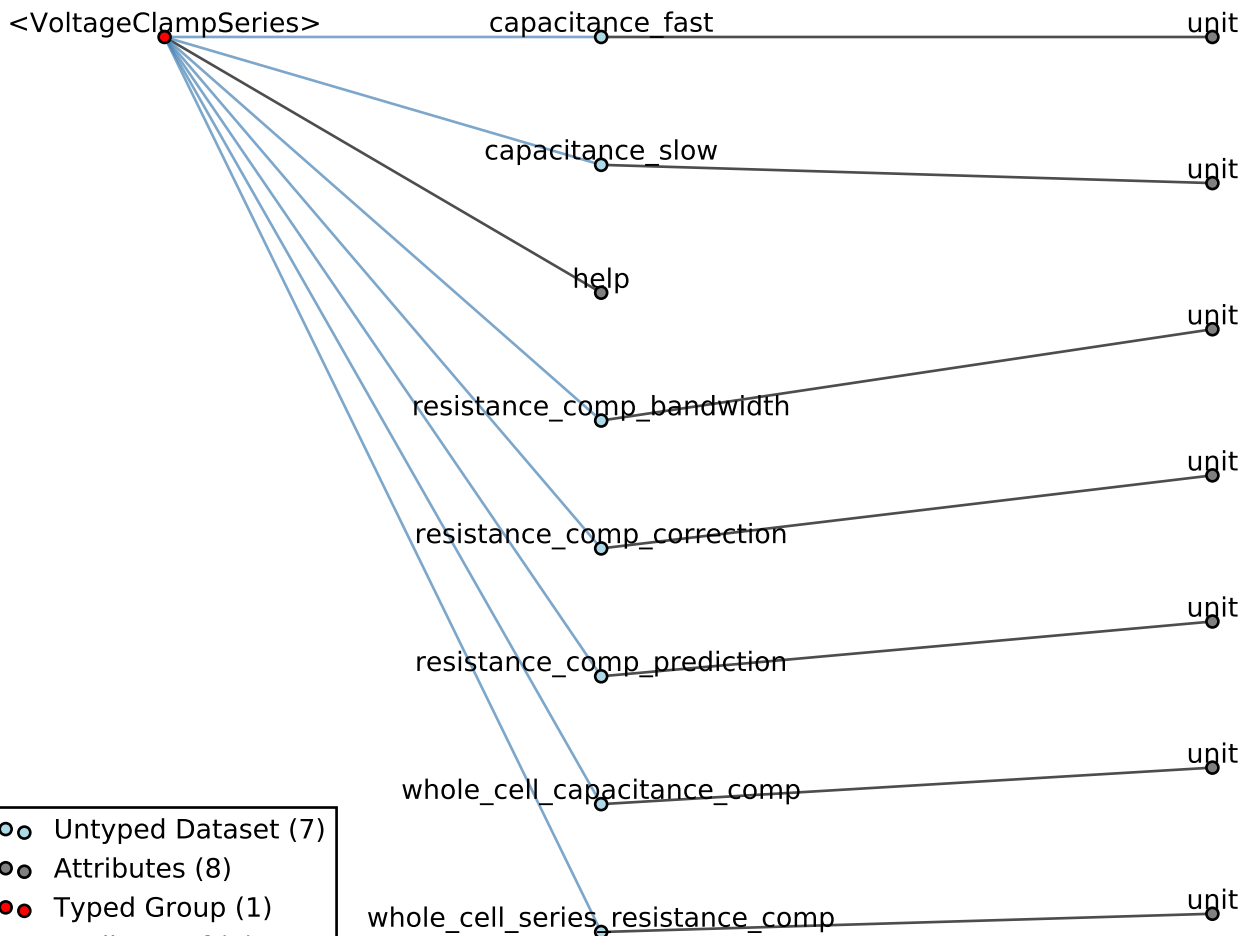 <VoltageClampSeries>
capacitance_fast
unit
capacitance_slow
unit
help
unit
resistance_comp_bandwidth
unit
resistance_comp_correction
unit
resistance_comp_prediction
unit
whole_cell_capacitance_comp
Untyped Dataset (7)
Attributes (8)
Typed Group (1)
unit
whole_cell_series_resistance_comp